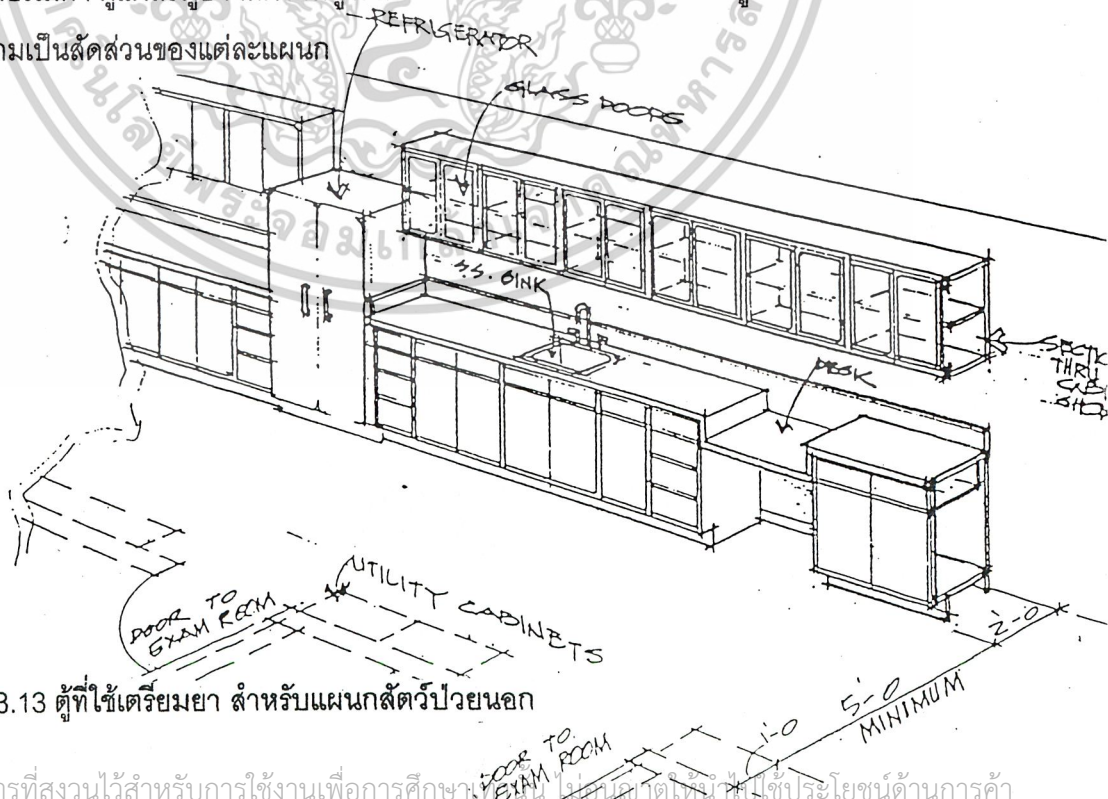 ามเป็นสัดส่วนของแต่ละแผนก
REFRIGERATOR
GLASS DOORS
S.S. SINK
DESK
THRU
UTILITY CABINETS
DOOR TO
EXAM ROOM
2'-0
5'-0
MINIMUM
1'-0
3.13 ตู้ที่ใช้เตรียมยา สำหรับแผนกสัตว์ป่วยนอก
DOOR TO
EXAM ROOM
ารที่สงวนไว้สำหรับการใช้งานเพื่อการศึกษาเท่านั้น ไม่อนุญาตให้นำไปใช้ประโยชน์ด้านการค้า